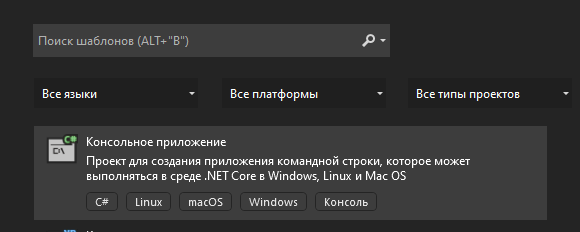 Поиск шаблонов (ALT+"B")
Все языки
Все платформы
Все типы проектов
C#
Консольное приложение
Проект для создания приложения командной строки, которое может
выполняться в среде .NET Core в Windows, Linux и Mac OS
C# Linux macOS Windows Консоль